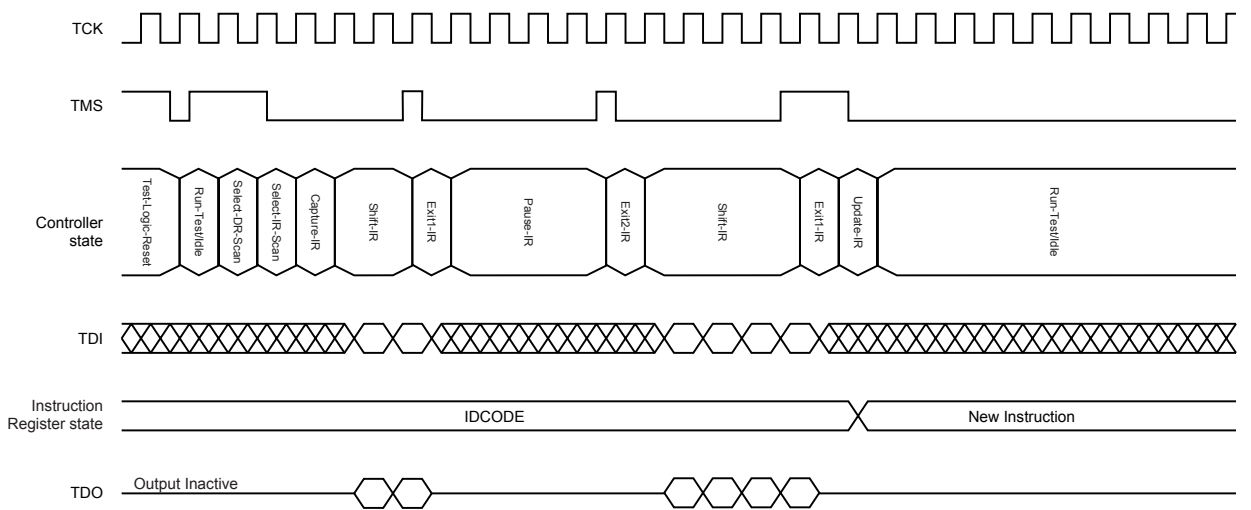 TCK
TMS
Controller
state
Test-Logic-Reset
Run-Test/Idle
Select-DR-Scan
Select-IR-Scan
Capture-IR
Shift-IR
Exit1-IR
Pause-IR
Exit2-IR
Shift-IR
Exit1-IR
Update-IR
Run-Test/Idle
TDI
Instruction
Register state
IDCODE
New Instruction
TDO
Output Inactive